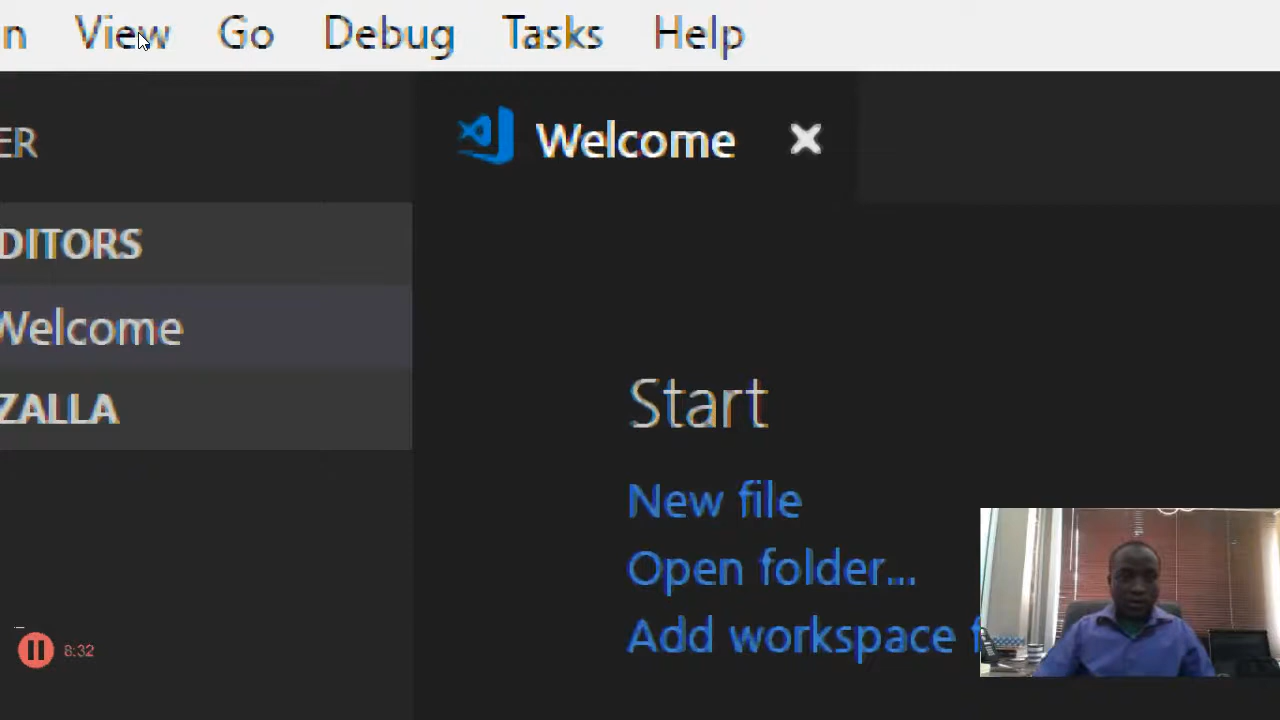 n View Go Debug Tasks Help
ER
Welcome
DITORS
Welcome
ZALLA
Start
New file
Open folder...
Add workspace f
8:32